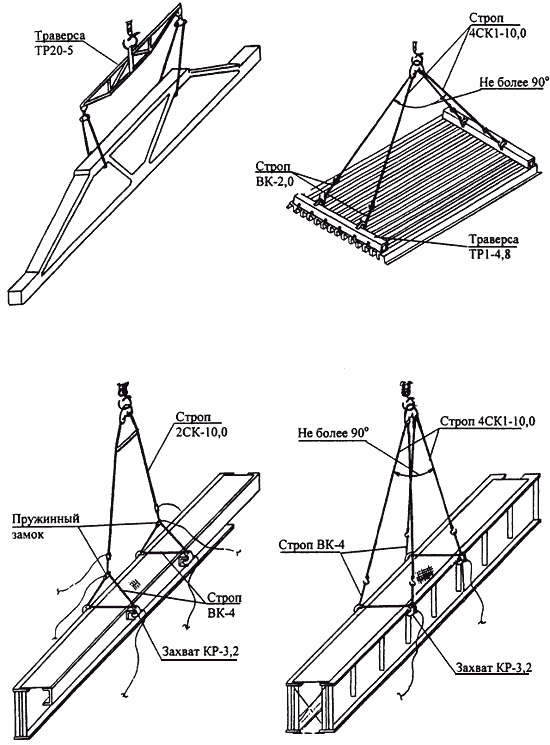 Траверса
ТР20-5
Строп
4СК1-10,0
Не более 90°
Строп
ВК-2,0
Траверса
ТР1-4,8
Строп
2СК-10,0
Пружинный
замок
Строп
ВК-4
Захват КР-3,2
Строп 4СК1-10,0
Не более 90°
Строп ВК-4
Захват КР-3,2